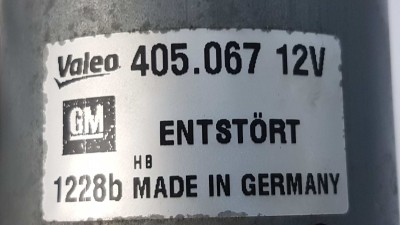 Valeo 405.067 12V
GM ENTSTÖRT
HB
1228b MADE IN GERMANY